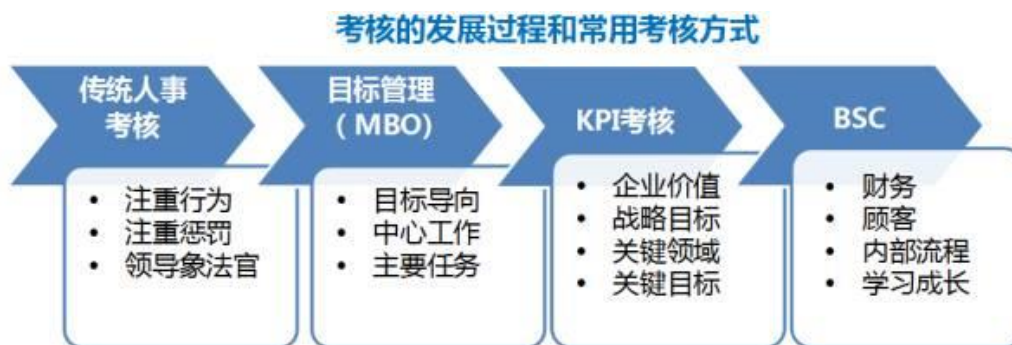 考核的发展过程和常用考核方式
传统人事
考核
• 注重行为
• 注重惩罚
• 领导象法官
目标管理
( MBO)
• 目标导向
• 中心工作
• 主要任务
KPI考核
• 企业价值
• 战略目标
• 关键领域
• 关键目标
BSC
• 财务
• 顾客
• 内部流程
• 学习成长